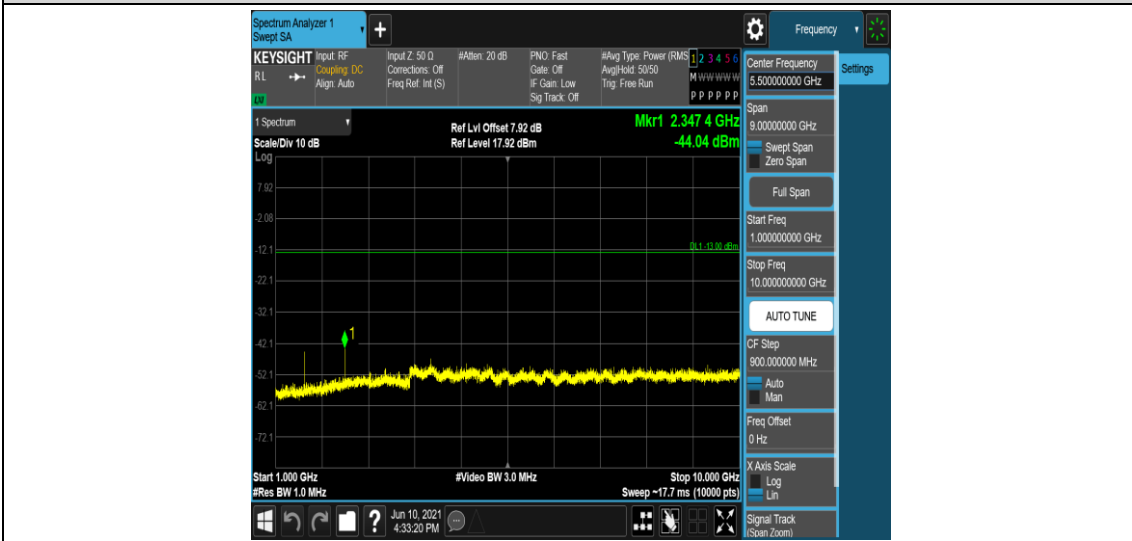 Spectrum Analyzer 1
Swept SA
+
Frequency
KEYSIGHT
RL
Input: RF
Coupling: DC
Align: Auto
Input Z: 50 Ω
Corrections: Off
Freq Ref: Int (S)
#Atten: 20 dB
PNO: Fast
Gate: Off
IF Gain: Low
Sig Track: Off
#Avg Type: Power (RMS
Avg|Hold: 50/50
Trig: Free Run
1 2 3 4 5 6
M W W W W W
P P P P P P
1 Spectrum
Scale/Div 10 dB
Log
Ref Lvl Offset 7.92 dB
Ref Level 17.92 dBm
Mkr1 2.347 4 GHz
-44.04 dBm
7.92
-2.08
-12.1
DL1 -13.00 dBm
-22.1
-32.1
1
-42.1
-52.1
-62.1
-72.1
Start 1.000 GHz
#Res BW 1.0 MHz
#Video BW 3.0 MHz
Stop 10.000 GHz
Sweep ~17.7 ms (10000 pts)
Center Frequency
5.500000000 GHz
Settings
Span
9.00000000 GHz
Swept Span
Zero Span
Full Span
Start Freq
1.000000000 GHz
Stop Freq
10.000000000 GHz
AUTO TUNE
CF Step
900.000000 MHz
Auto
Man
Freq Offset
0 Hz
X Axis Scale
Log
Lin
Signal Track
(Span Zoom)
?
Jun 10, 2021
4:33:20 PM